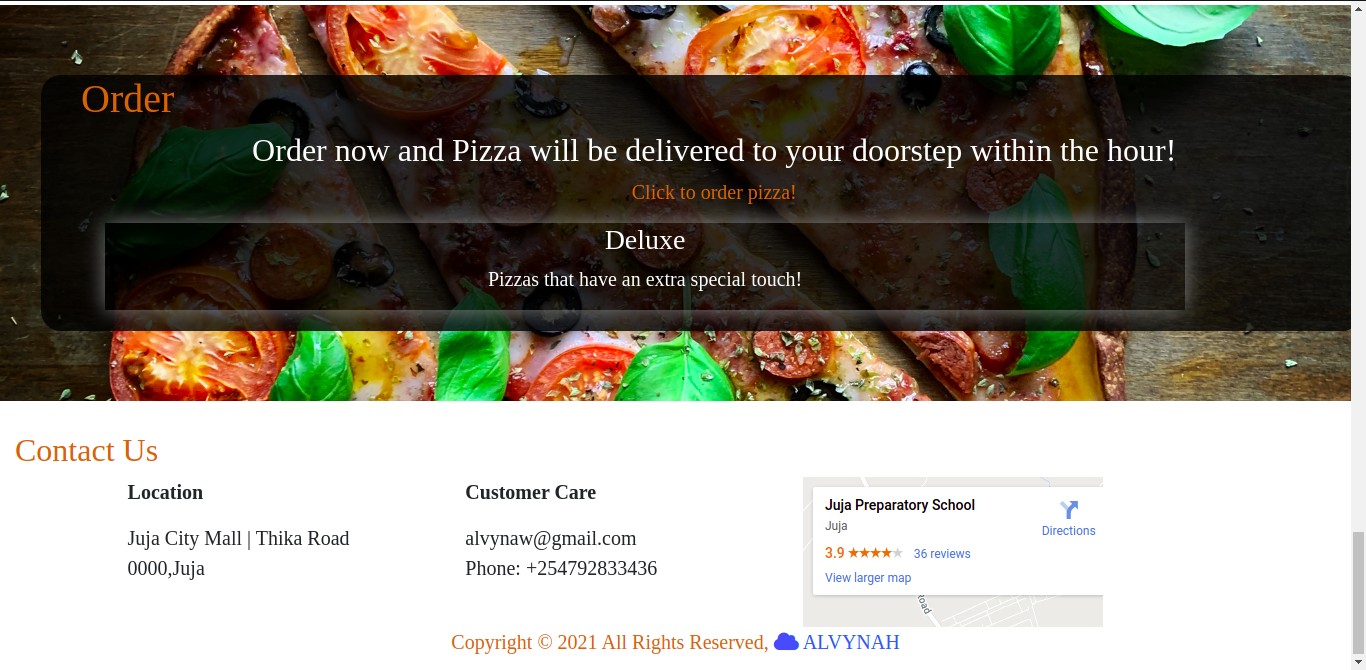 Order
Order now and Pizza will be delivered to your doorstep within the hour!
Click to order pizza!
Deluxe
Pizzas that have an extra special touch!
Contact Us
Location
Juja City Mall | Thika Road
0000,Juja
Customer Care
alvynaw@gmail.com
Phone: +254792833436
Juja Preparatory School
Juja
3.9
36 reviews
View larger map
Directions
Copyright © 2021 All Rights Reserved, ALVYNAH